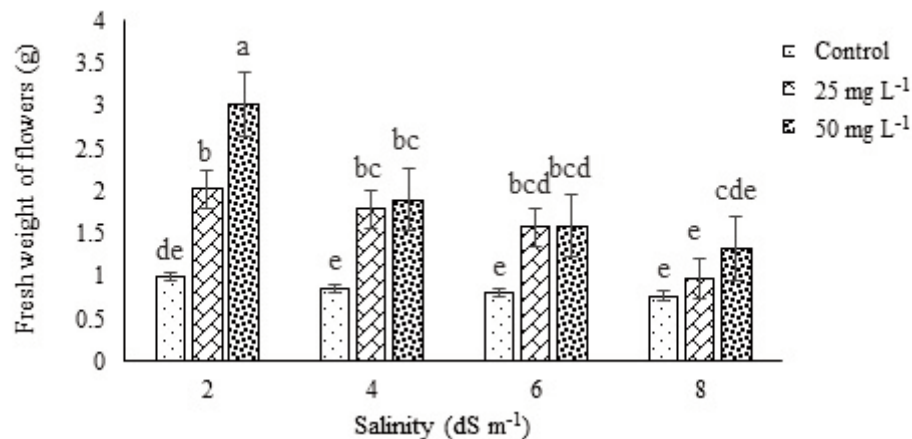 Fresh weight of flowers (g)
4
3.5
3
2.5
2
1.5
1
0.5
0
de
b
a
e
bc
bc
e
bcd
bcd
e
e
cde
2
4
6
8
Salinity (dS m⁻¹)
Control
25 mg L⁻¹
50 mg L⁻¹